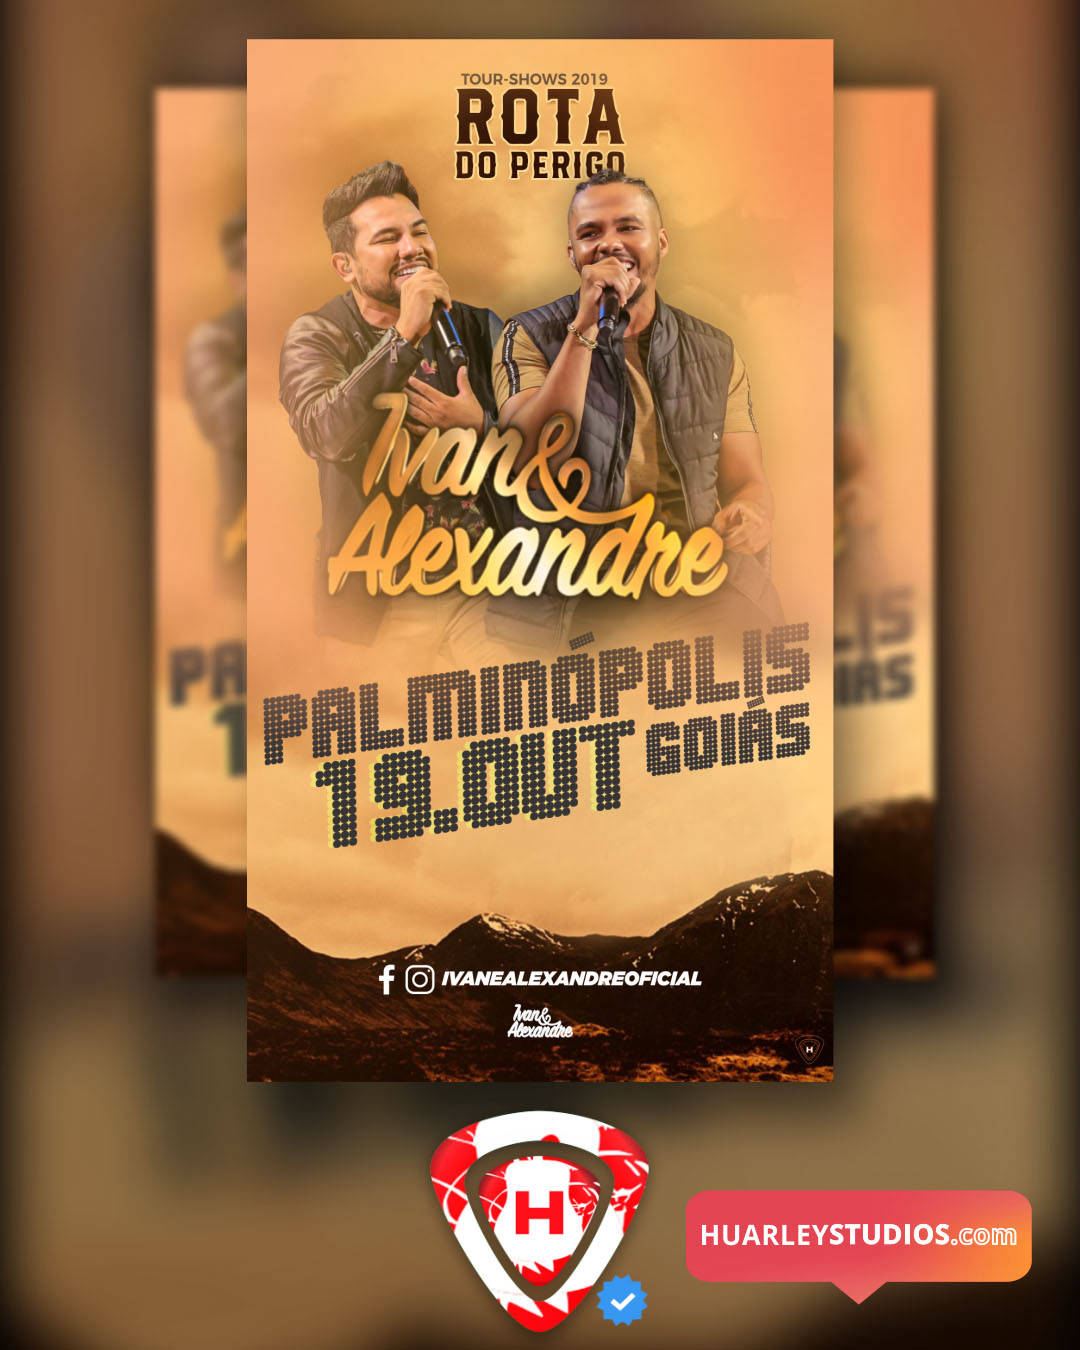 TOUR-SHOWS 2019
ROTA
DO PERIGO
Ivan &
Alexandre
PALMINÓPOLIS
19.OUT GOIÁS
IVANEALEXANDREOFICIAL
Ivan &
Alexandre
H
H
HUARLEYSTUDIOS.com